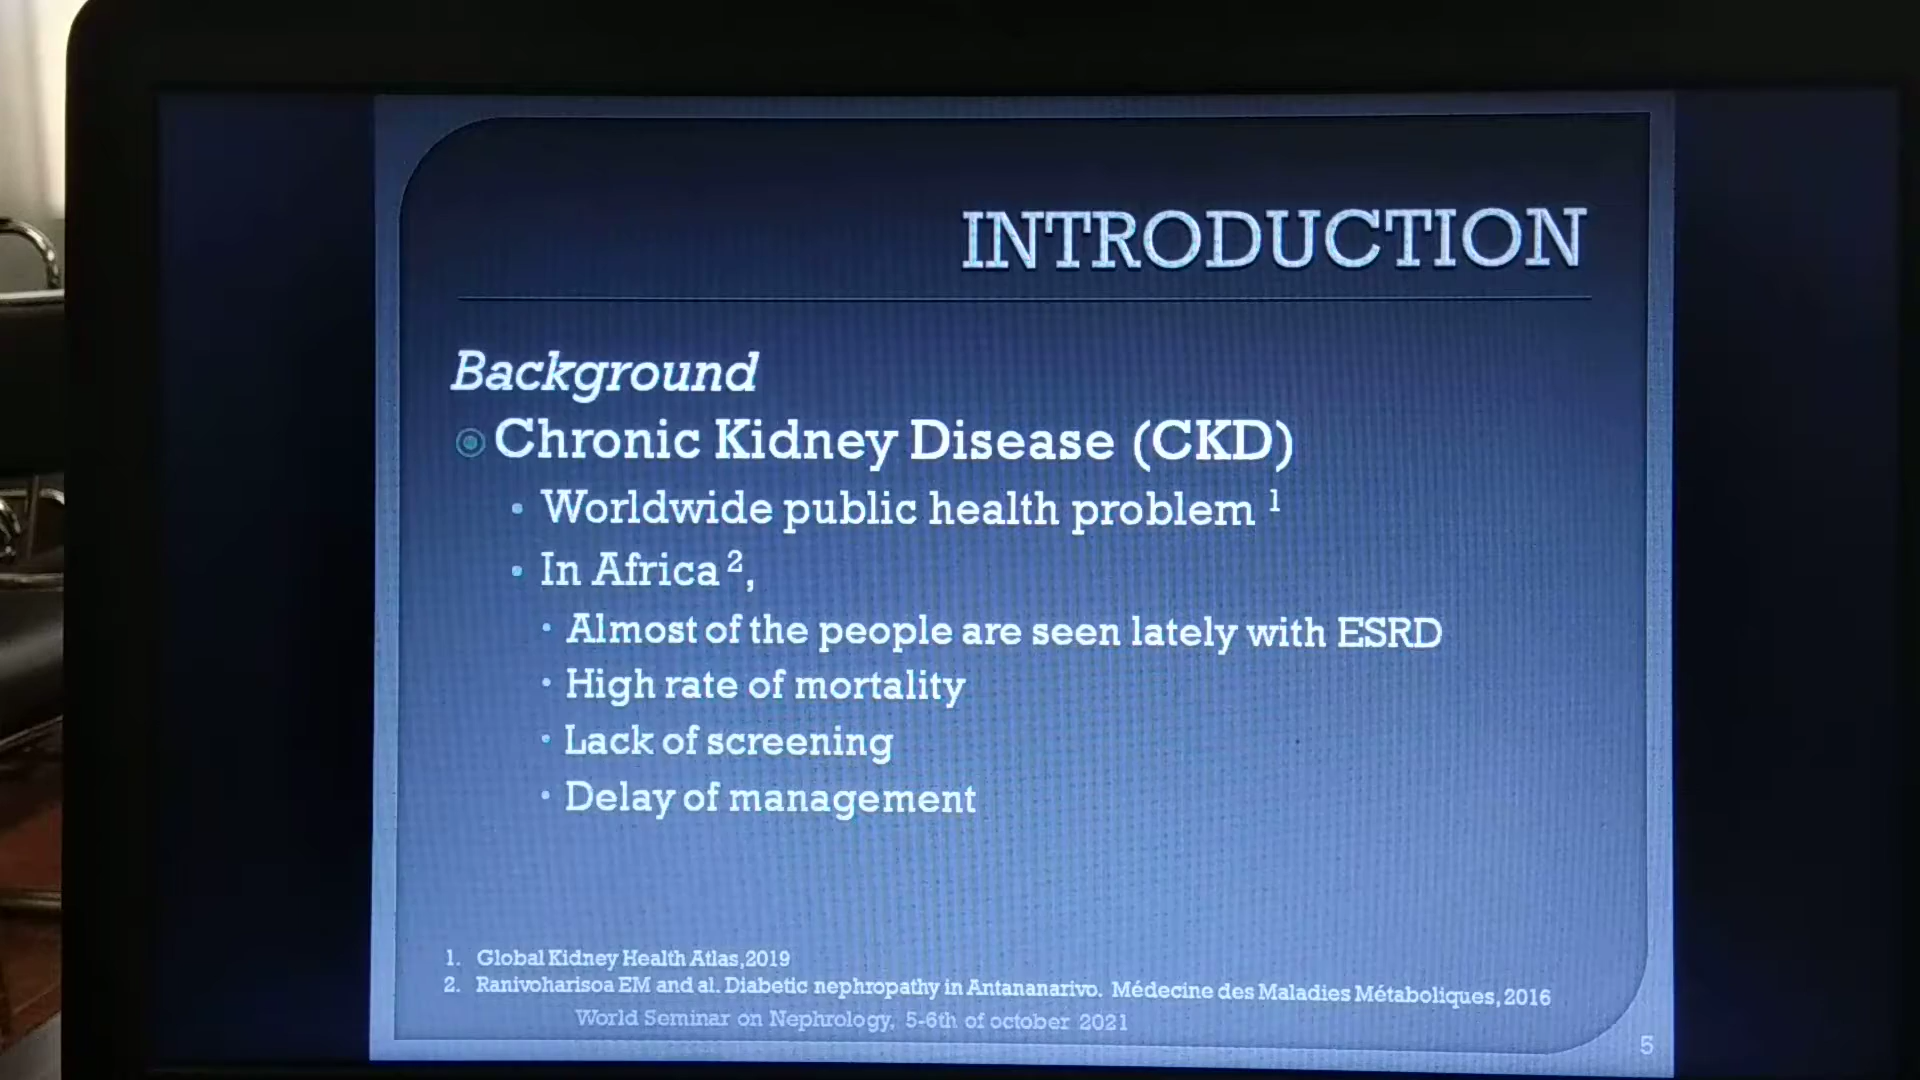 INTRODUCTION
Background
Chronic Kidney Disease (CKD)
Worldwide public health problem 1
In Africa 2,
Almost of the people are seen lately with ESRD
High rate of mortality
Lack of screening
Delay of management
1. Global Kidney Health Atlas,2019
2. Ranivoharisoa EM and al. Diabetic nephropathy in Antananarivo. Médecine des Maladies Métaboliques,2016
World Seminar on Nephrology, 5-6th of october 2021
5